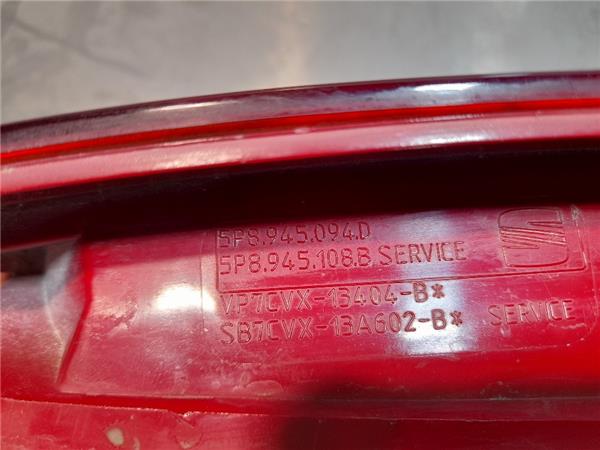 5P8.945.094.D
5P8.945.108.B SERVICE
VP7CVX-13404-B*
SB7CVX-13A602-B* SERVICE